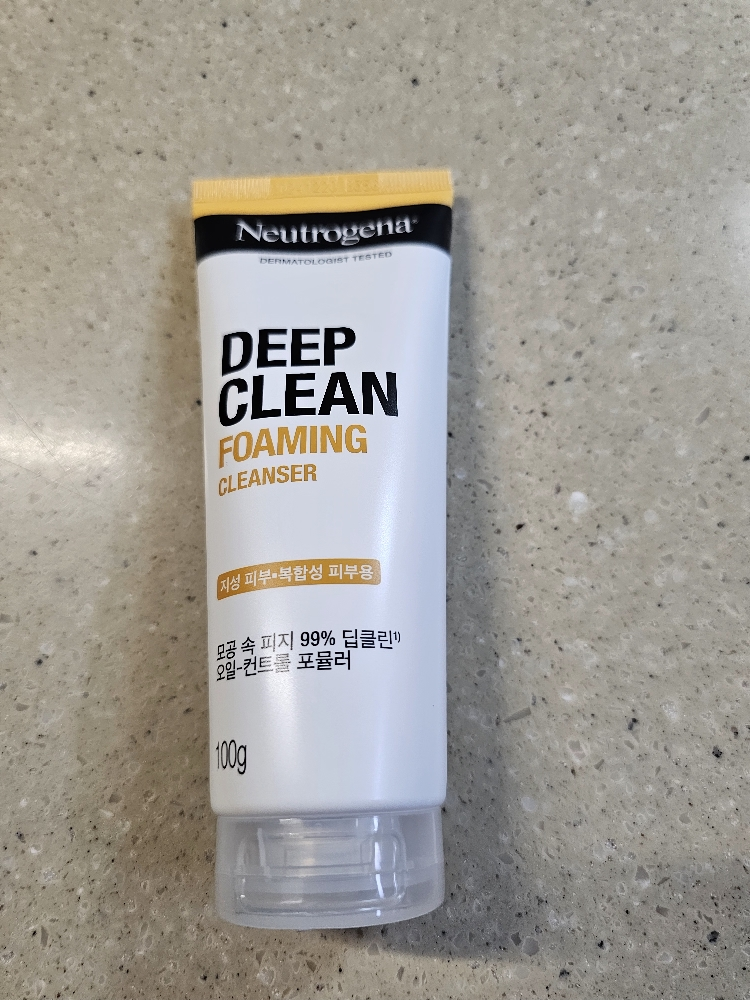 Neutrogena®
DERMATOLOGIST TESTED
DEEP
CLEAN
FOAMING
CLEANSER
지성 피부•복합성 피부용
모공 속 피지 99% 딥클린1)
오일-컨트롤 포뮬러
100g